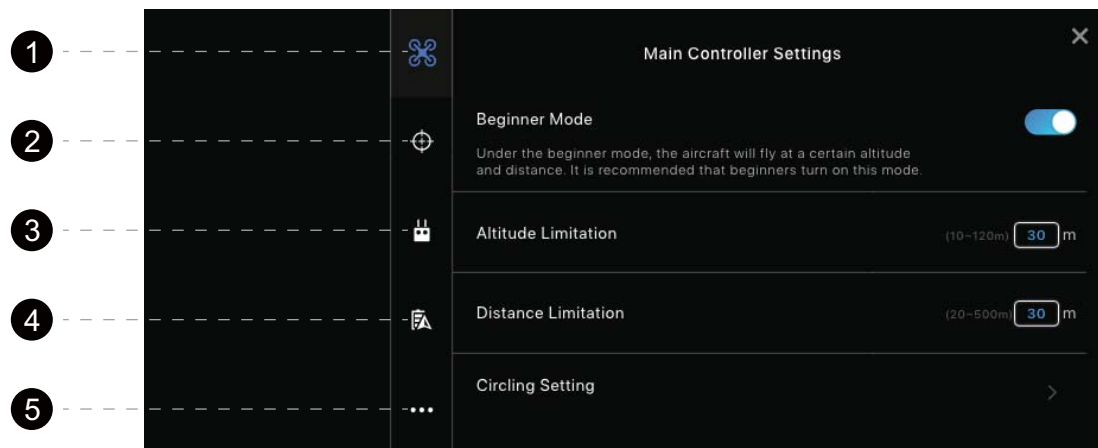 1
Main Controller Settings
2
Beginner Mode
Under the beginner mode, the aircraft will fly at a certain altitude
and distance. It is recommended that beginners turn on this mode.
3
Altitude Limitation (10~120m) 30 m
4
Distance Limitation (20~500m) 30 m
5
Circling Setting